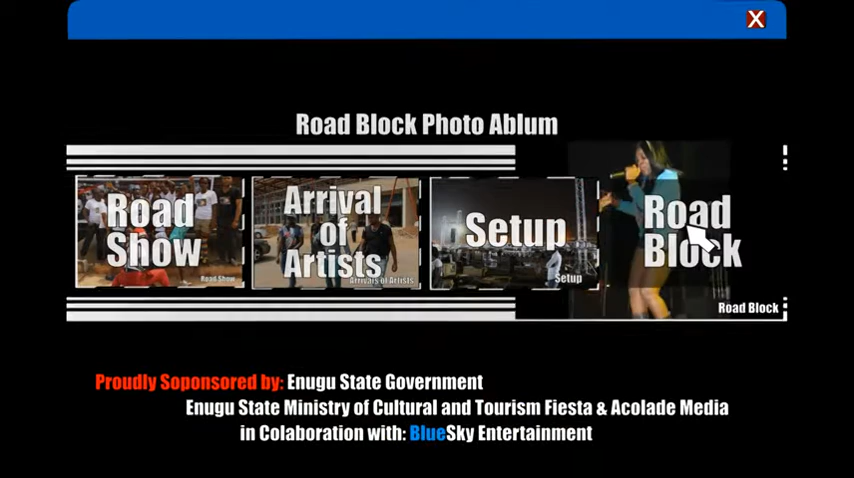 X
Road Block Photo Ablum
Road
Show
Road Show
Arrival
of
Artists
Arrivals of Artists
Setup
Setup
Road
Block
Road Block
Proudly Soponsored by: Enugu State Government
Enugu State Ministry of Cultural and Tourism Fiesta & Acolade Media
in Colaboration with: BlueSky Entertainment